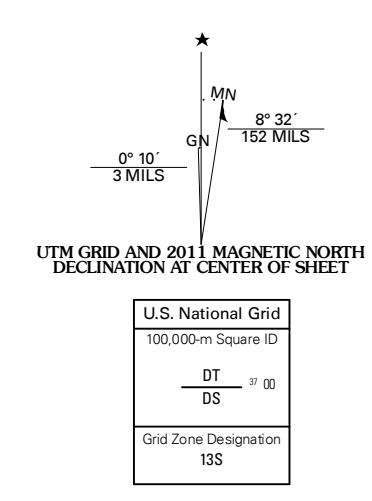 MN
8° 32´
152 MILS
GN
0° 10´
3 MILS
UTM GRID AND 2011 MAGNETIC NORTH
DECLINATION AT CENTER OF SHEET
U.S. National Grid
100,000-m Square ID
DT
37 00
DS
Grid Zone Designation
13S